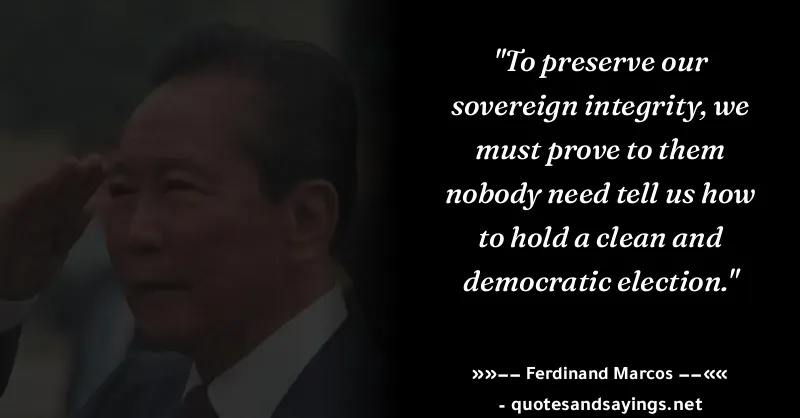 "To preserve our
sovereign integrity, we
must prove to them
nobody need tell us how
to hold a clean and
democratic election."
»»−− Ferdinand Marcos −−««
- quotesandsayings.net